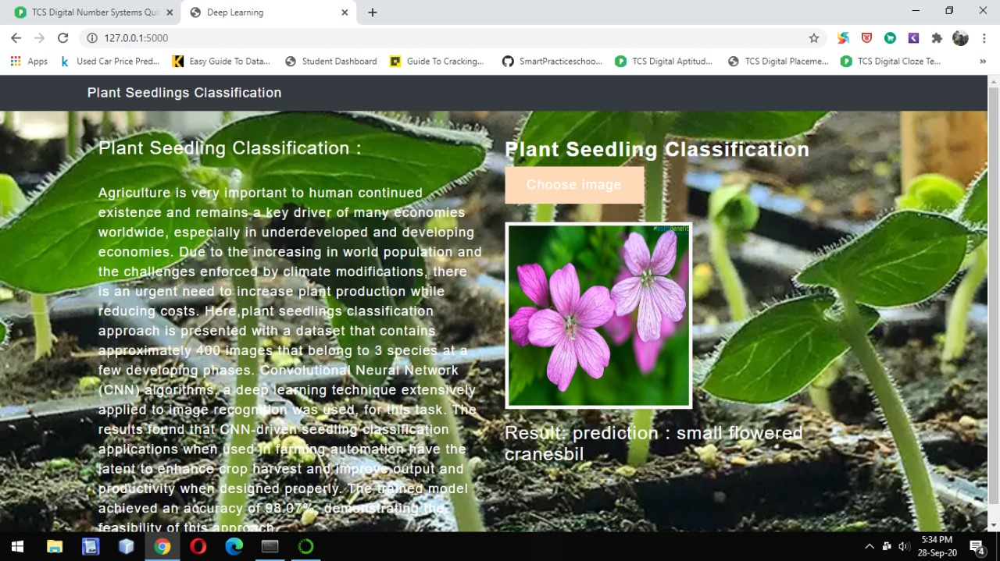 TCS Digital Number Systems Qui
Deep Learning
127.0.0.1:5000
Apps
Used Car Price Pred...
Easy Guide To Data...
Student Dashboard
Guide To Cracking...
SmartPracticeschoo...
TCS Digital Aptitud...
TCS Digital Placeme...
TCS Digital Cloze Te...
»
Plant Seedlings Classification
Plant Seedling Classification :
Agriculture is very important to human continued
existence and remains a key driver of many economies
worldwide, especially in underdeveloped and developing
economies. Due to the increasing in world population and
the challenges enforced by climate modifications, there
is an urgent need to increase plant production while
reducing costs. Here,plant seedlings classification
approach is presented with a dataset that contains
approximately 400 images that belong to 3 species at a
few developing phases. Convolutional Neural Network
(CNN) algorithms, a deep learning technique extensively
applied to image recognition was used, for this task. The
results found that CNN-driven seedling classification
applications when used in farming automation have the
latent to enhance crop harvest and improve output and
productivity when designed properly. The trained model
achieved an accuracy of 98.07%, demonstrating the
feasibility of this approach.
Plant Seedling Classification
Choose image
HealthBenefits
Result: prediction : small flowered
cranesbil
5:34 PM
28-Sep-20
4